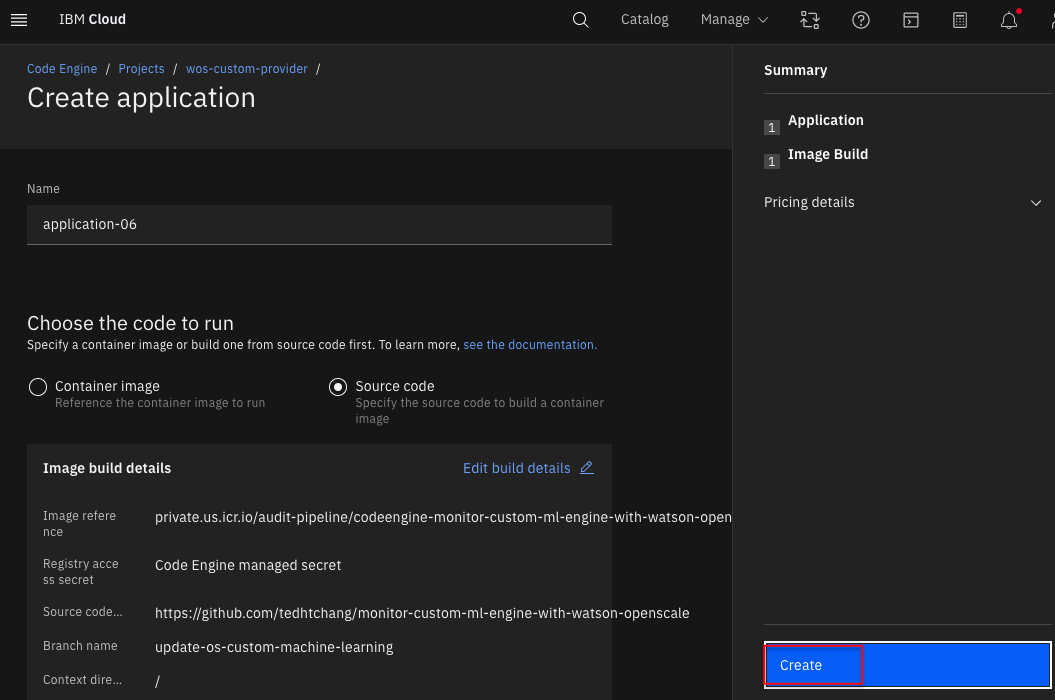 IBM Cloud
Catalog
Manage
Code Engine / Projects / wos-custom-provider /
Create application
Name
application-06
Choose the code to run
Specify a container image or build one from source code first. To learn more, see the documentation.
Container image
Reference the container image to run
Source code
Specify the source code to build a container
image
Image build details
Edit build details
Image refere
nce
private.us.icr.io/audit-pipeline/codeengine-monitor-custom-ml-engine-with-watson-open
Registry acce
ss secret
Code Engine managed secret
Source code...
https://github.com/tedhtchang/monitor-custom-ml-engine-with-watson-openscale
Branch name
update-os-custom-machine-learning
Context dire...
/
Summary
1 Application
1 Image Build
Pricing details
Create